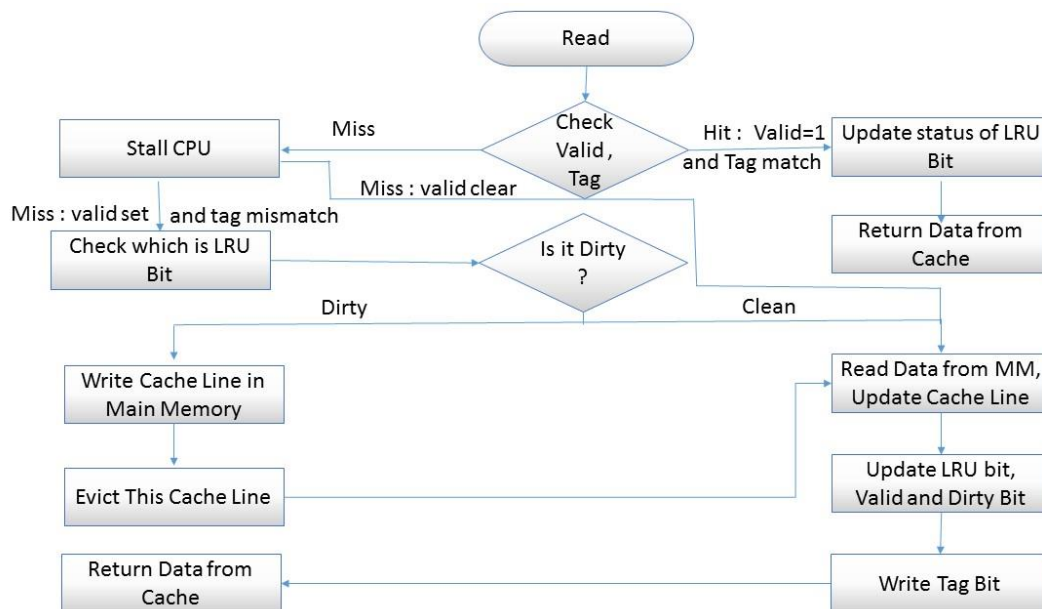 Read
Check
Valid ,
Tag
Miss
Hit : Valid=1
and Tag match
Stall CPU
Update status of LRU
Bit
Miss : valid clear
Miss : valid set and tag mismatch
Return Data from
Cache
Check which is LRU
Bit
Is it Dirty
?
Dirty
Clean
Write Cache Line in
Main Memory
Read Data from MM,
Update Cache Line
Evict This Cache Line
Update LRU bit,
Valid and Dirty Bit
Return Data from
Cache
Write Tag Bit